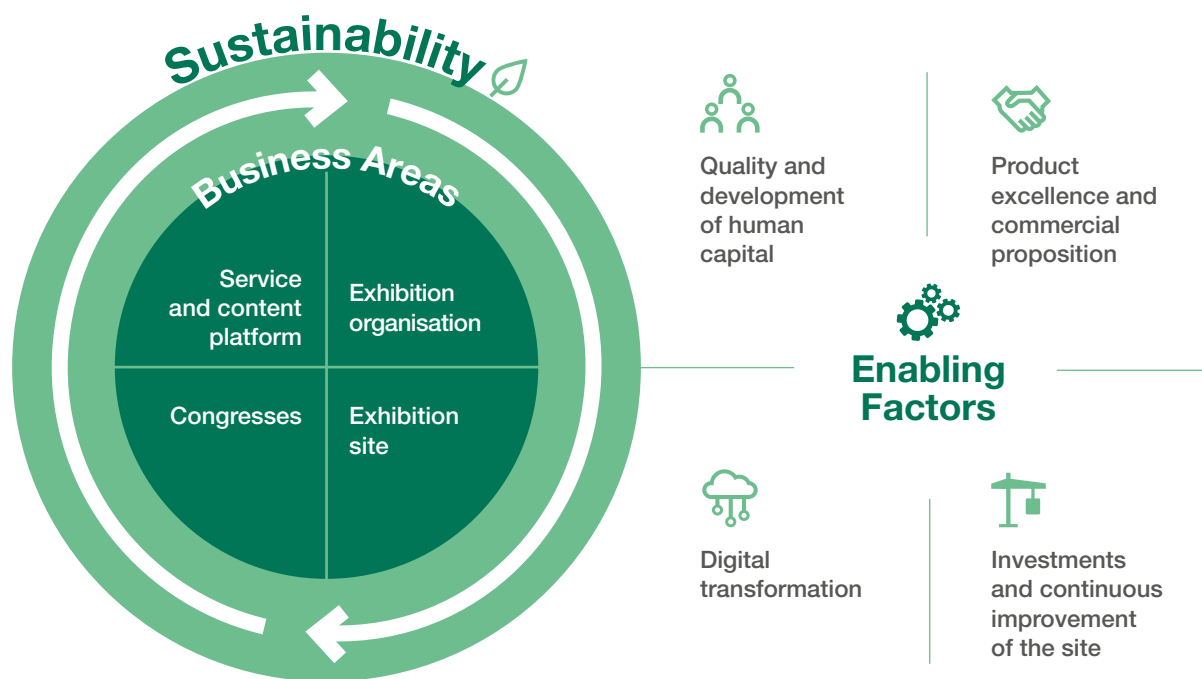 Sustainability
Business Areas
Service
and content
platform
Exhibition
organisation
Congresses
Exhibition
site
Quality and
development
of human
capital
Product
excellence and
commercial
proposition
Enabling
Factors
Digital
transformation
Investments
and continuous
improvement
of the site